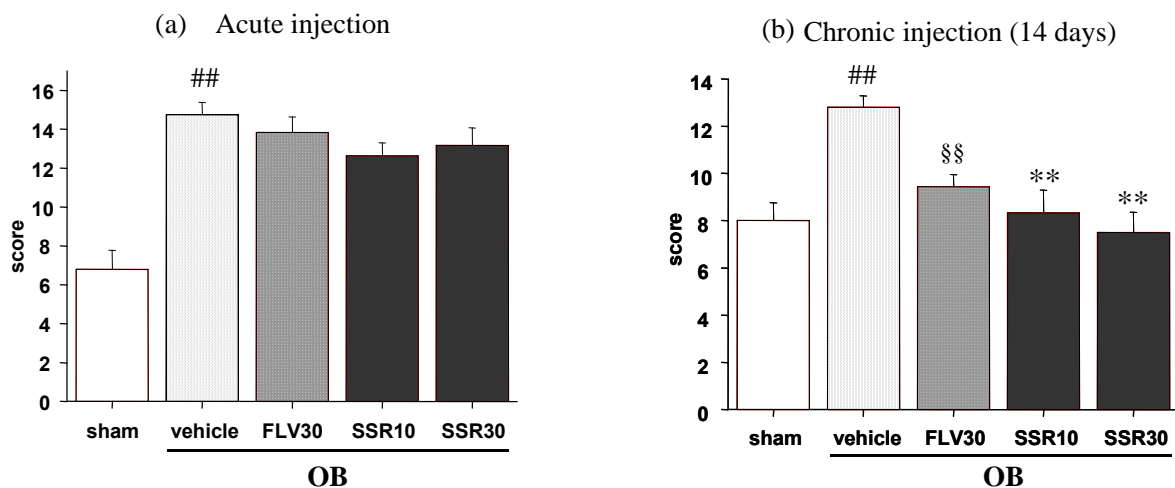 (a) Acute injection
##
16
14
12
10
8
6
4
2
0
score
sham vehicle FLV30 SSR10 SSR30
OB
(b) Chronic injection (14 days)
##
§§
**
**
14
12
10
8
6
4
2
0
score
sham vehicle FLV30 SSR10 SSR30
OB